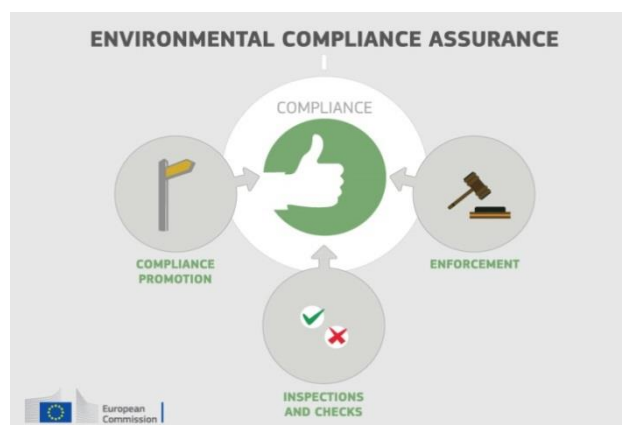 ENVIRONMENTAL COMPLIANCE ASSURANCE
COMPLIANCE
COMPLIANCE
PROMOTION
ENFORCEMENT
INSPECTIONS
AND CHECKS
European
Commission